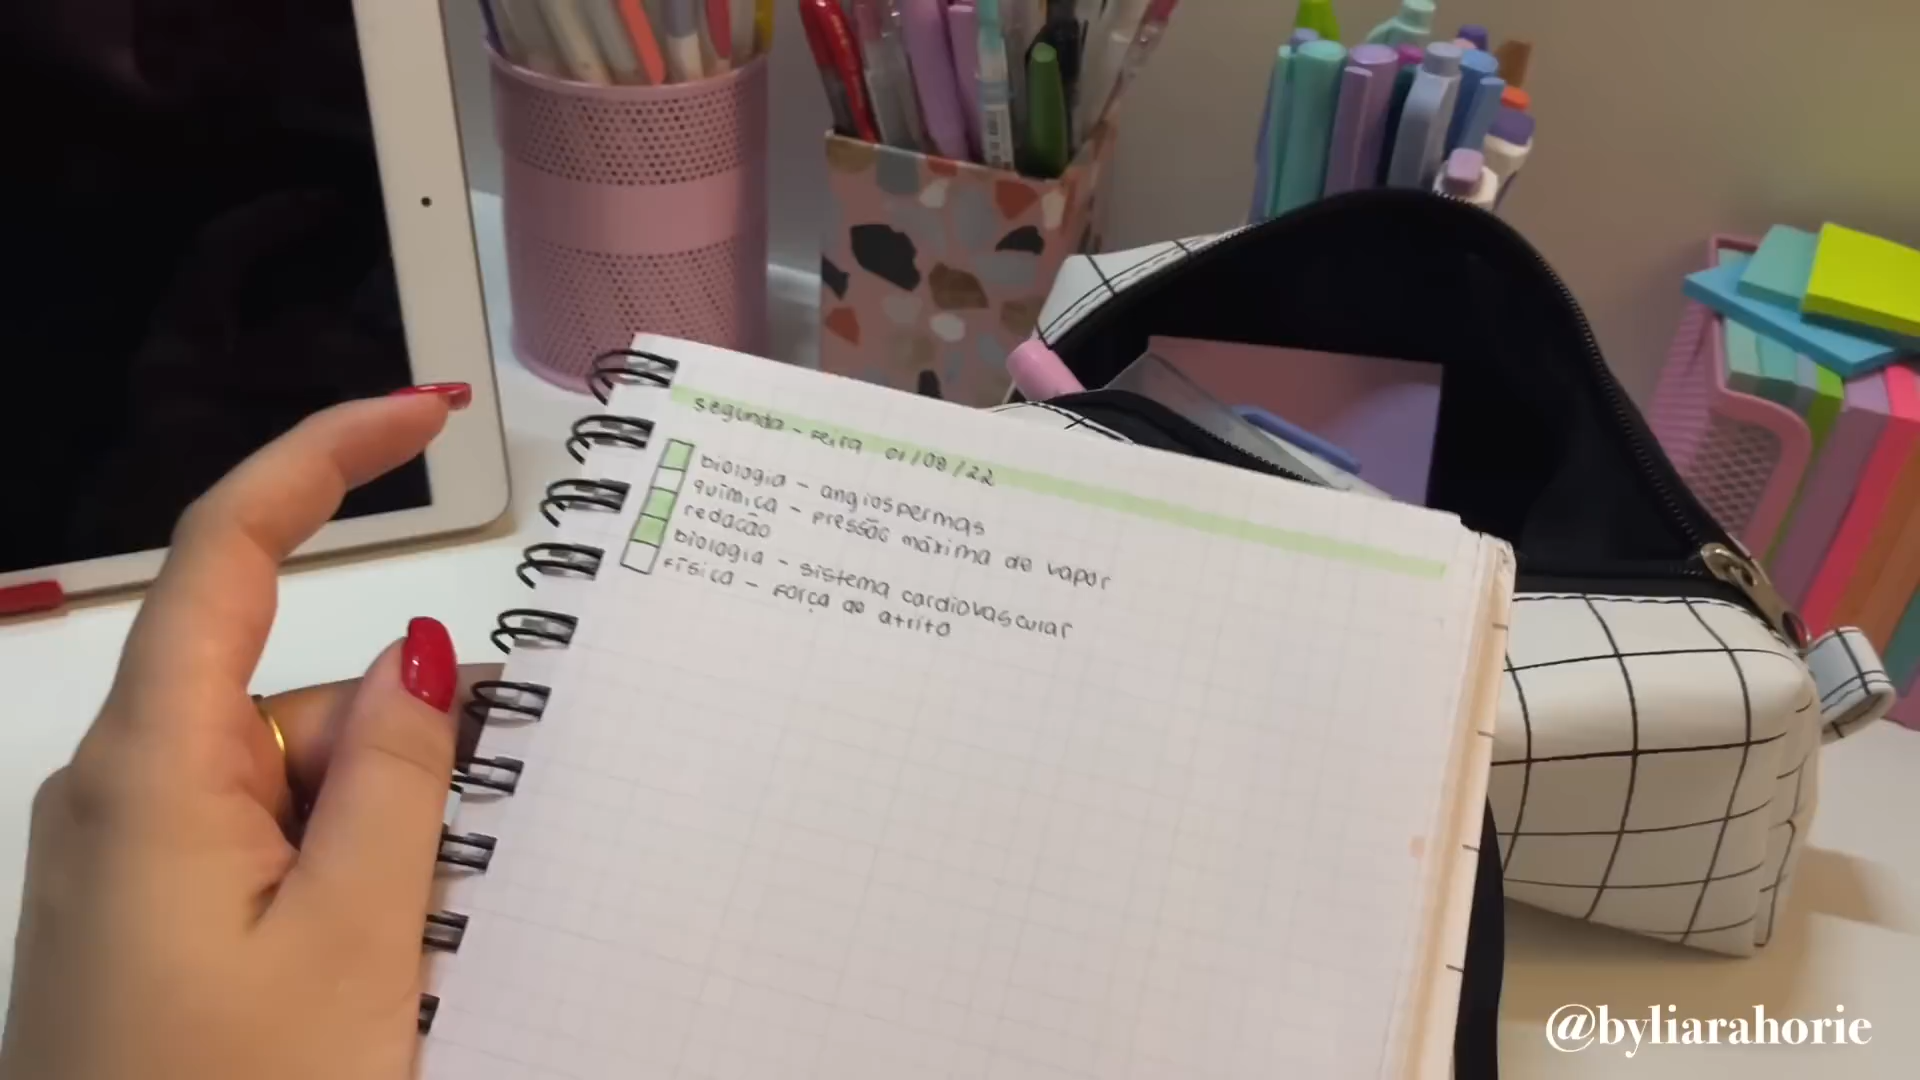 segunda-feira 01/08/22
biologia - angiospermas
química - pressão máxima de vapor
redação
biologia - sistema cardiovascular
física - força de atrito
@byliarahorie